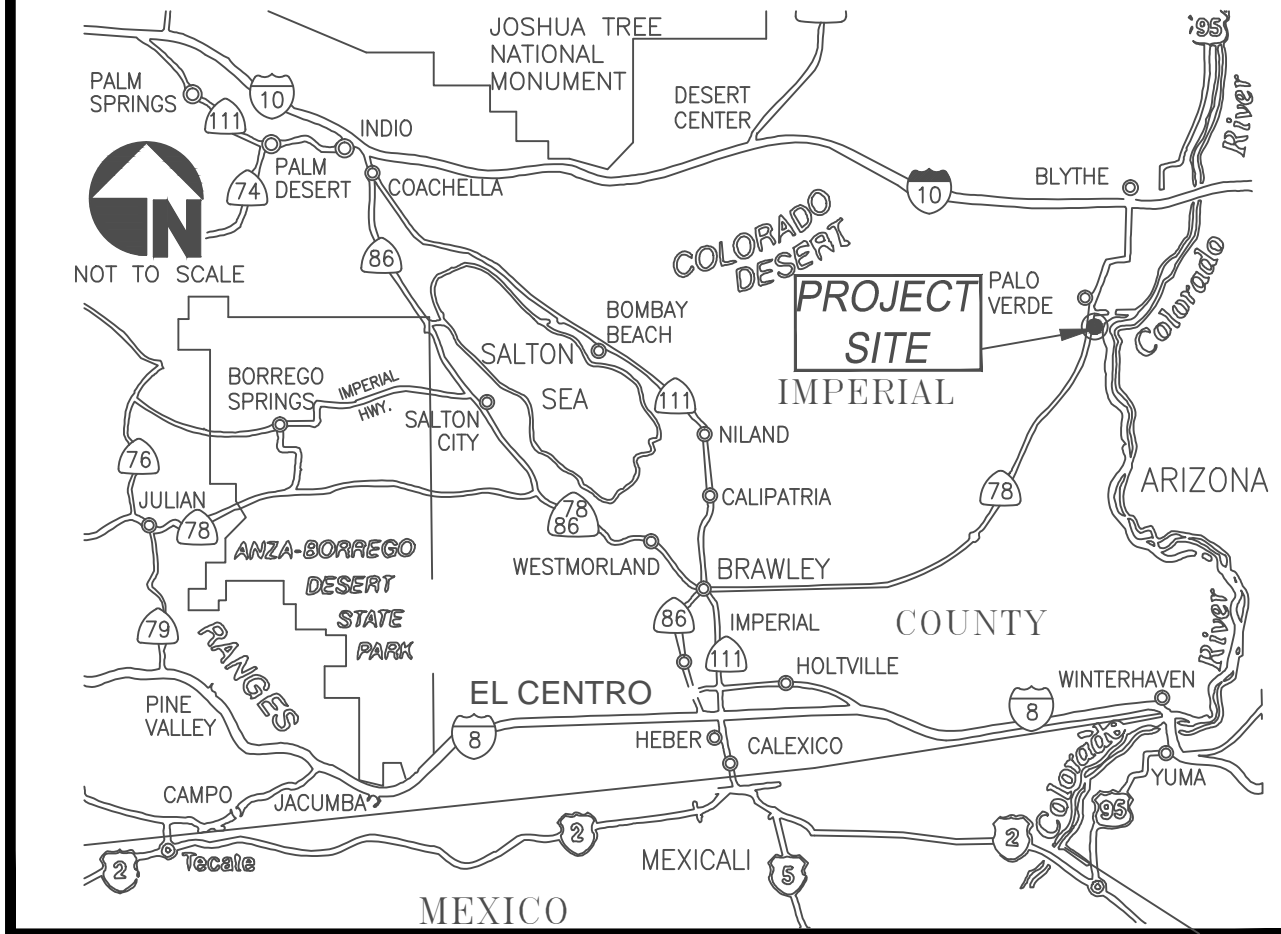 JOSHUA TREE
NATIONAL
MONUMENT
95
PALM
SPRINGS
10
DESERT
CENTER
River
111
INDIO
PALM
DESERT
74
COACHELLA
10
BLYTHE
N
NOT TO SCALE
86
COLORADO
DESERT
Colorado
PROJECT
SITE
PALO
VERDE
BOMBAY
BEACH
SALTON
SEA
IMPERIAL
BORREGO
SPRINGS
IMPERIAL
HWY.
SALTON
CITY
111
NILAND
76
CALIPATRIA
78
ARIZONA
JULIAN
78
78
86
ANZA-BORREGO
DESERT
STATE
PARK
WESTMORLAND
BRAWLEY
79
RANGES
86
IMPERIAL
COUNTY
River
111
HOLTVILLE
WINTERHAVEN
PINE
VALLEY
EL CENTRO
8
8
HEBER
CALEXICO
Colorado
YUMA
CAMPO
JACUMBA
95
2
Tecate
2
MEXICALI
5
2
MEXICO